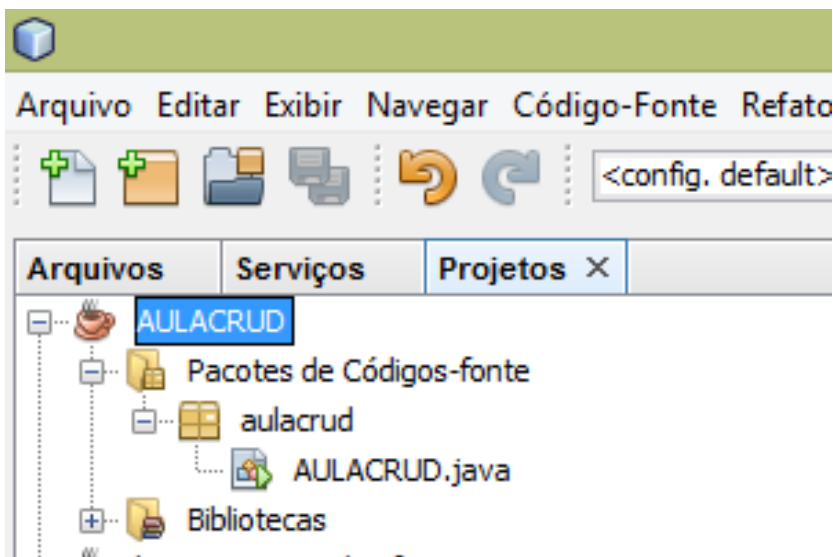 Arquivo Editar Exibir Navegar Código-Fonte Refato
<config. default>
Arquivos Serviços Projetos
AULACRUD
Pacotes de Códigos-fonte
aulacrud
AULACRUD.java
Bibliotecas